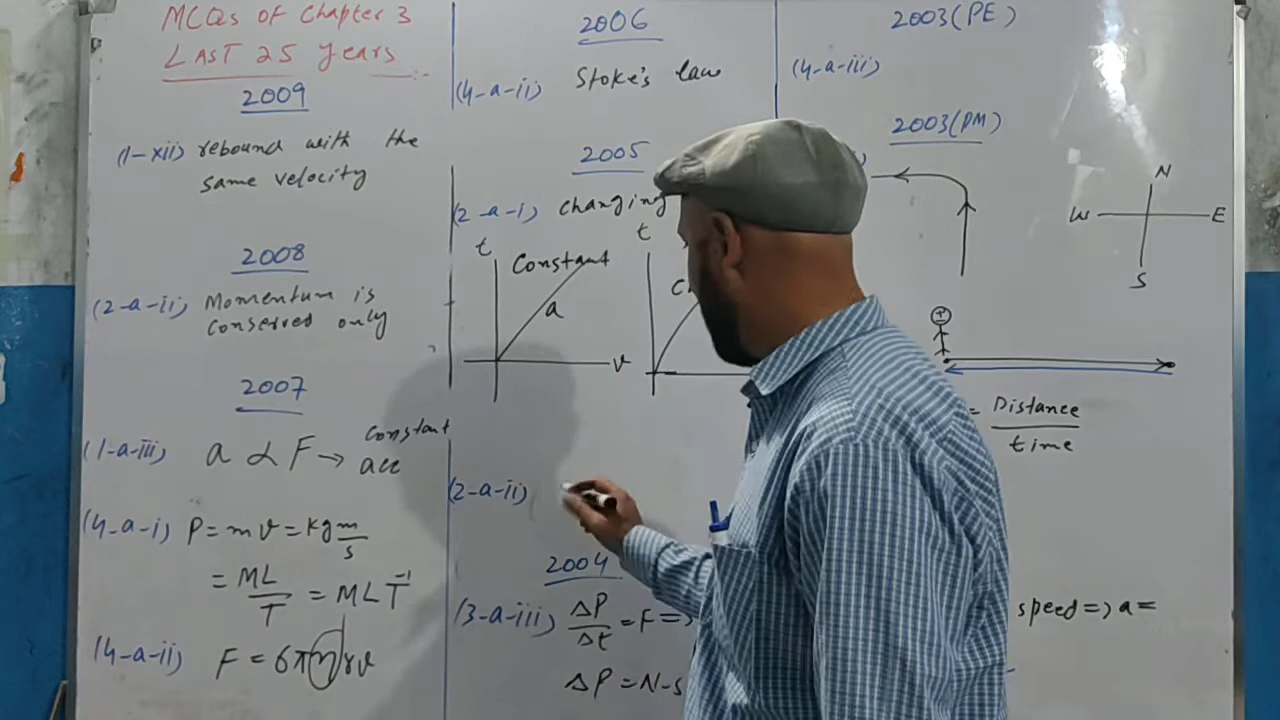 MCQs of Chapter 3
LAST 25 years
2009
(1-xii) rebound with the
same velocity
2008
(2-a-ii) Momentum is
conserved only
2007
(1-a-iii) a ∝ F → constant
acc
(4-a-i) P = mv = kg m/s
= ML/T = MLT⁻¹
(4-a-ii) F = 6πηrv
2006
(4-a-ii) Stoke's law
2005
(2-a-i) changing
t
constant
a
v
t
(2-a-ii)
2004
(3-a-iii) ΔP/Δt = F =>
ΔP = N-s
2003(PE)
(4-a-iii)
2003(PM)
N
W E
S
= Distance/time
speed => a =